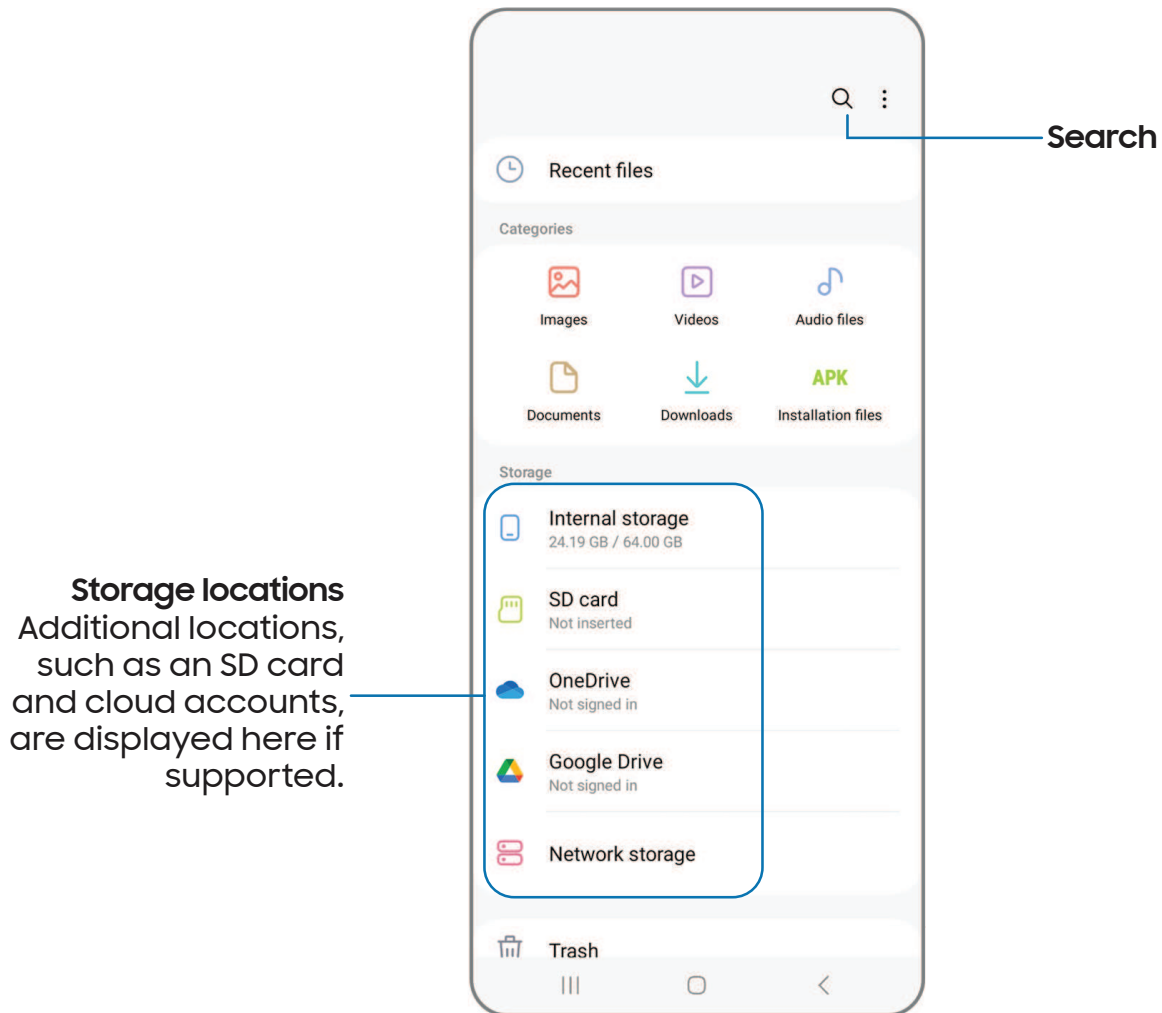 Search
Recent files
Categories
Images Videos Audio files
APK
Documents Downloads Installation files
Storage
Internal storage
24.19 GB / 64.00 GB
SD card
Not inserted
OneDrive
Not signed in
Google Drive
Not signed in
Network storage
Trash
Storage locations
Additional locations,
such as an SD card
and cloud accounts,
are displayed here if
supported.